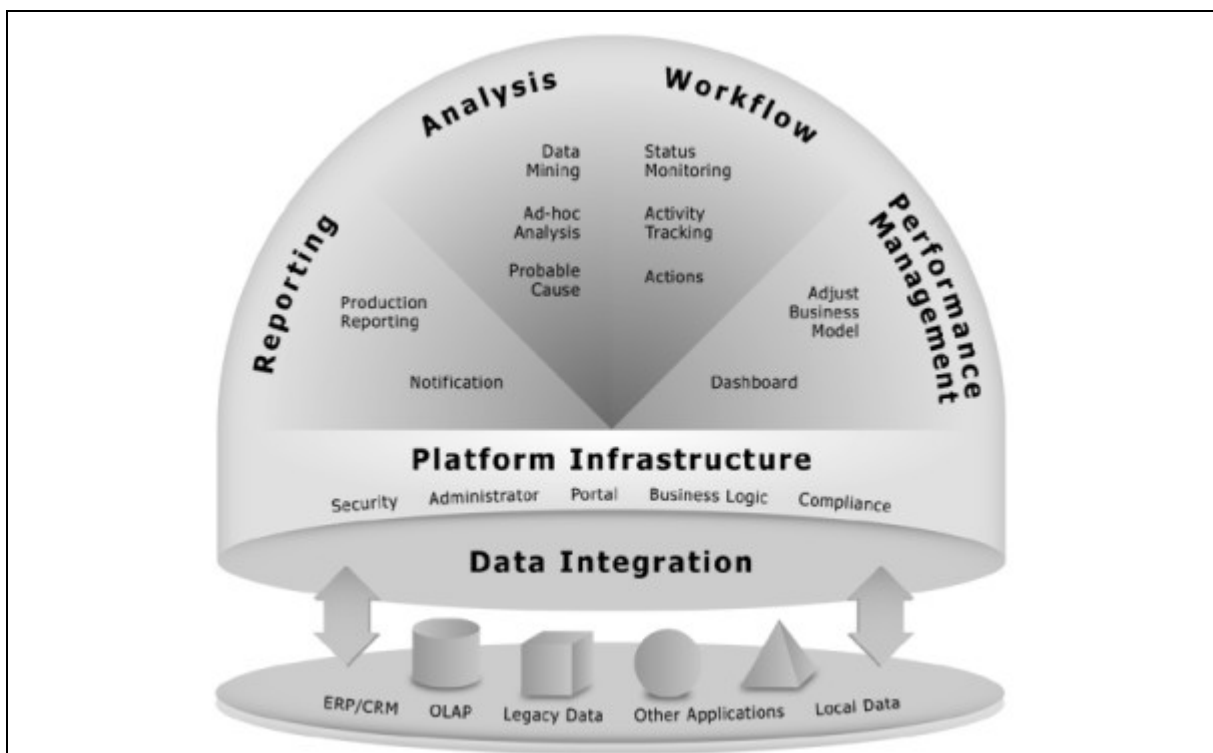 Analysis
Workflow
Reporting
Performance
Management
Data
Mining
Ad-hoc
Analysis
Probable
Cause
Status
Monitoring
Activity
Tracking
Actions
Production
Reporting
Notification
Adjust
Business
Model
Dashboard
Platform Infrastructure
Security Administrator Portal Business Logic Compliance
Data Integration
ERP/CRM OLAP Legacy Data Other Applications Local Data